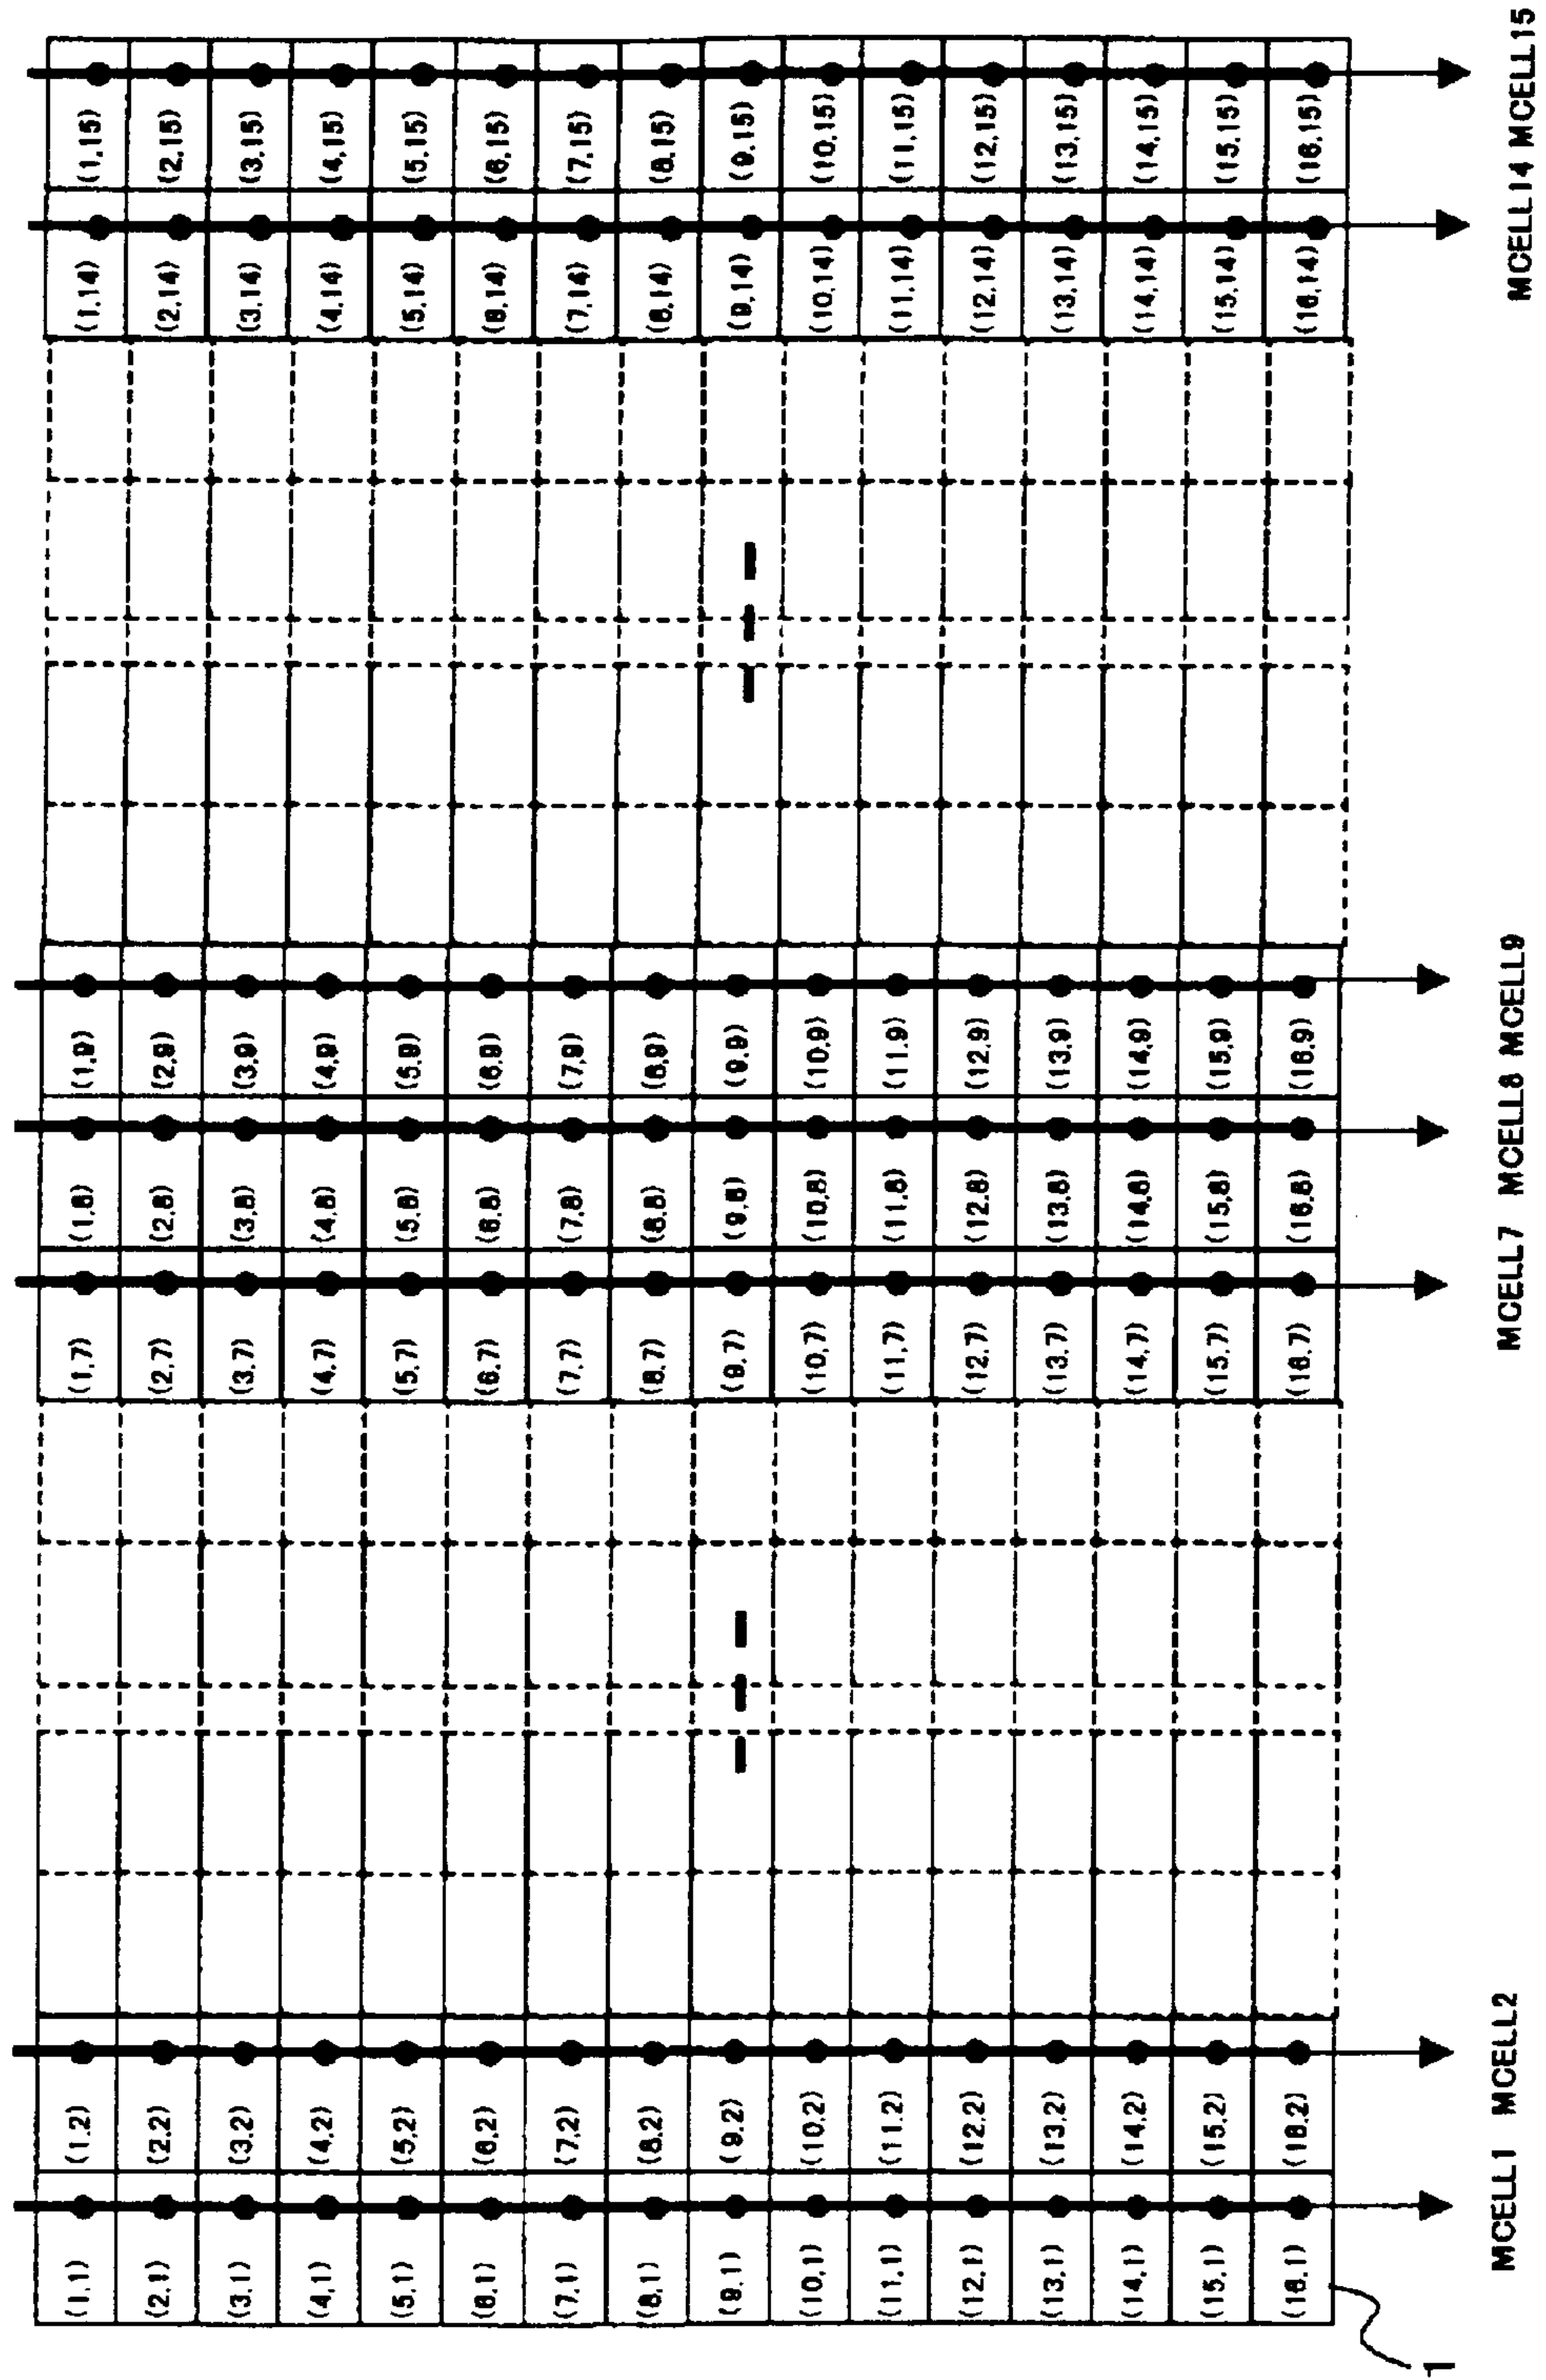 (1,1) (1,2) (1,7) (1,8) (1,9) (1,14) (1,15)
(2,1) (2,2) (2,7) (2,8) (2,9) (2,14) (2,15)
(3,1) (3,2) (3,7) (3,8) (3,9) (3,14) (3,15)
(4,1) (4,2) (4,7) (4,8) (4,9) (4,14) (4,15)
(5,1) (5,2) (5,7) (5,8) (5,9) (5,14) (5,15)
(6,1) (6,2) (6,7) (6,8) (6,9) (6,14) (6,15)
(7,1) (7,2) (7,7) (7,8) (7,9) (7,14) (7,15)
(8,1) (8,2) (8,7) (8,8) (8,9) (8,14) (8,15)
(9,1) (9,2) (9,7) (9,8) (9,9) (9,14) (9,15)
(10,1) (10,2) (10,7) (10,8) (10,9) (10,14) (10,15)
(11,1) (11,2) (11,7) (11,8) (11,9) (11,14) (11,15)
(12,1) (12,2) (12,7) (12,8) (12,9) (12,14) (12,15)
(13,1) (13,2) (13,7) (13,8) (13,9) (13,14) (13,15)
(14,1) (14,2) (14,7) (14,8) (14,9) (14,14) (14,15)
(15,1) (15,2) (15,7) (15,8) (15,9) (15,14) (15,15)
(16,1) (16,2) (16,7) (16,8) (16,9) (16,14) (16,15)
1
MCELL1 MCELL2 MCELL7 MCELL8 MCELL9 MCELL14 MCELL15